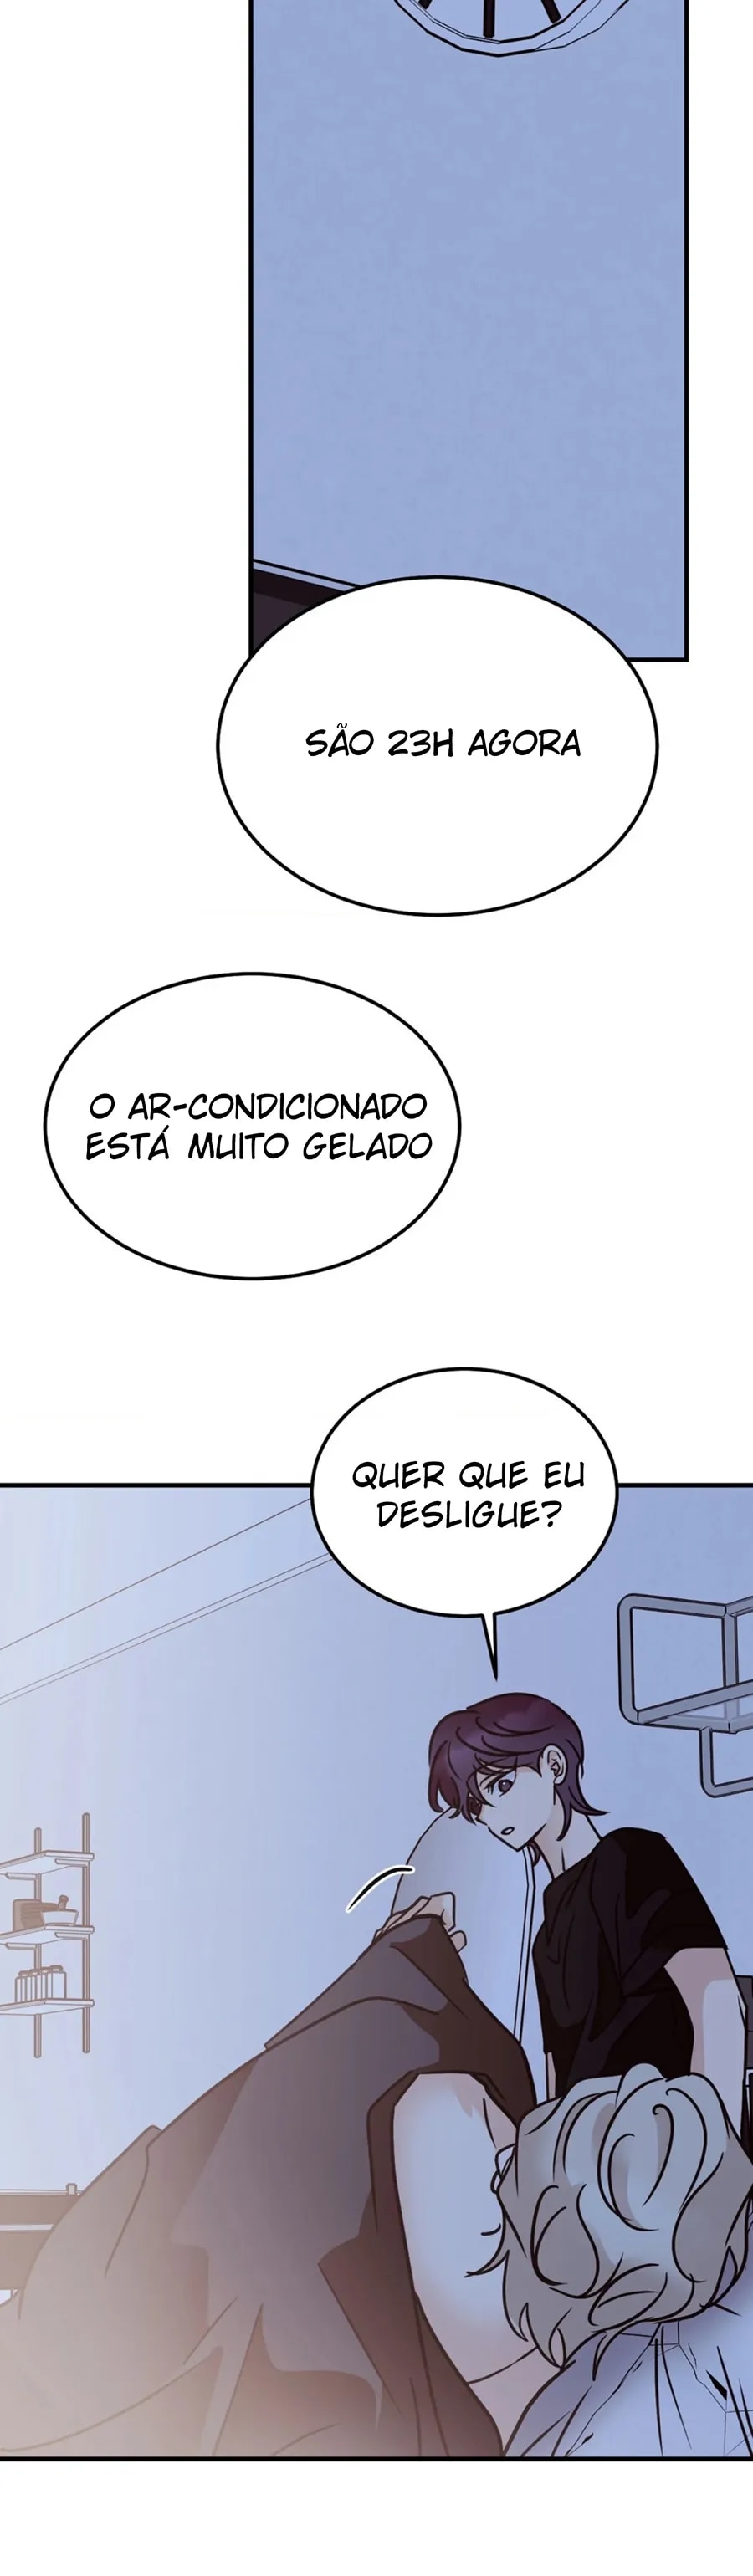 SÃO 23H AGORA
O AR-CONDICIONADO
ESTÁ MUITO GELADO
QUER QUE EU
DESLIGUE?